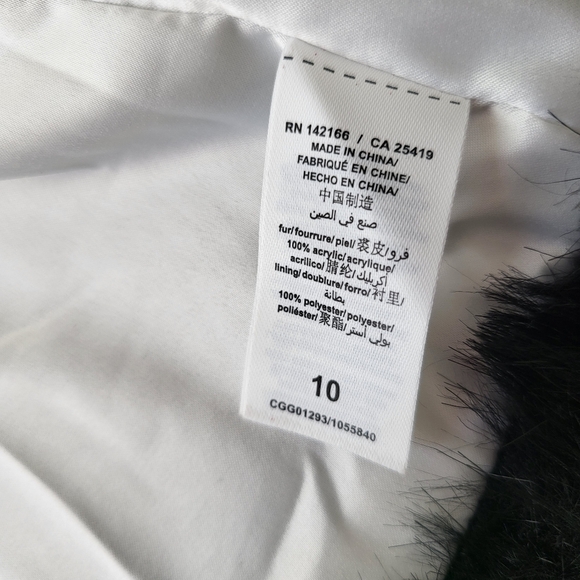 RN 142166 / CA 25419
MADE IN CHINA/
FABRIQUÉ EN CHINE/
HECHO EN CHINA/
中国制造
صنع في الصين
fur/fourrure/piel/裘皮/فرو
100% acrylic/acrylique/
acrílico/腈纶/أكريليك
lining/doublure/forro/衬里/
بطانة
100% polyester/polyester/
poliéster/聚酯/بولي أستر
10
CGG01293/1055840